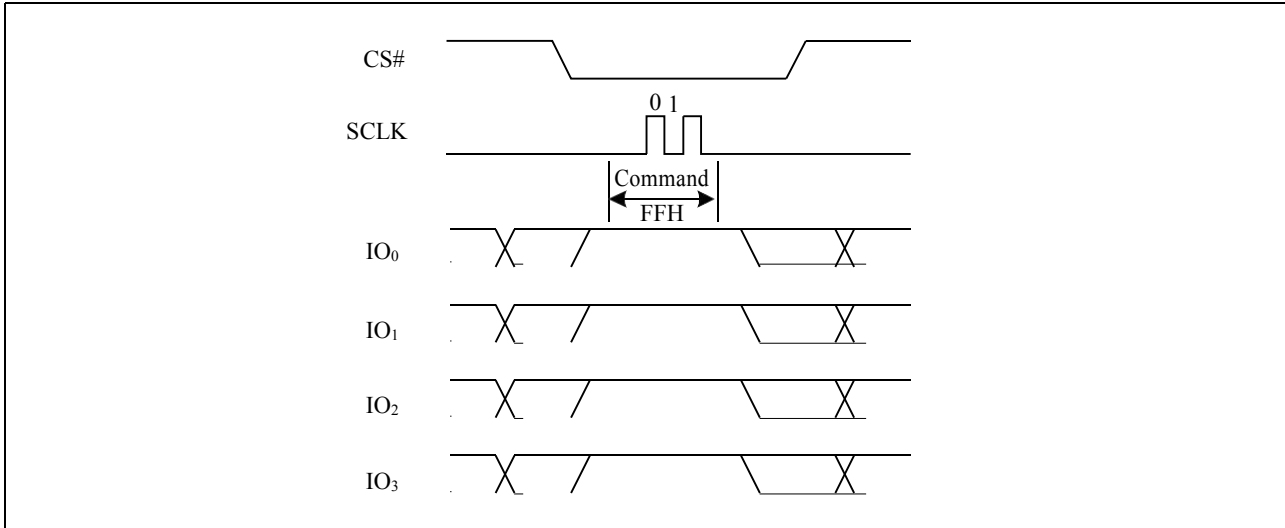 CS#
0 1
SCLK
Command
FFH
IO₀
IO₁
IO₂
IO₃